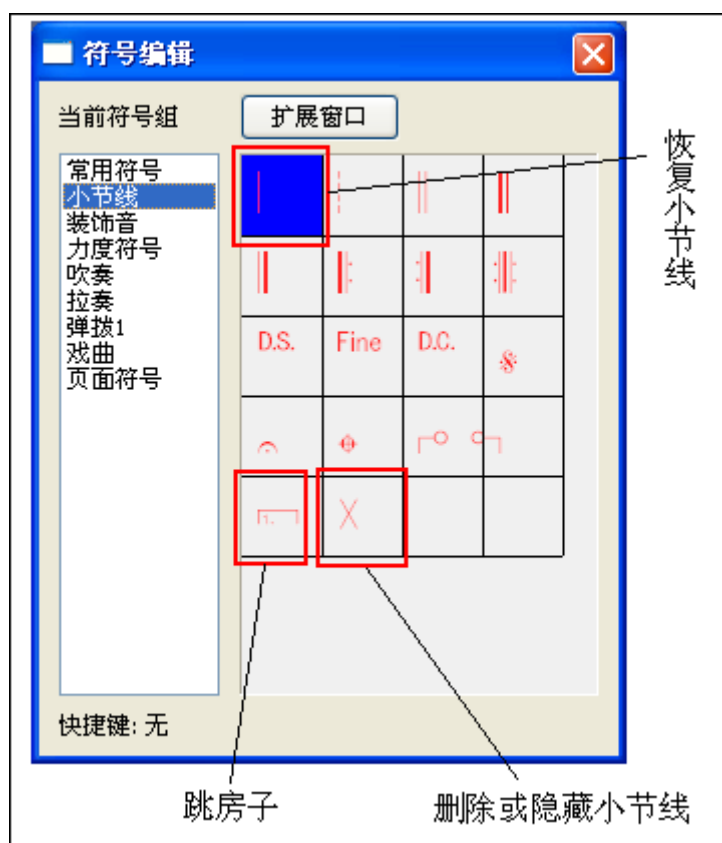 符号编辑
当前符号组
扩展窗口
常用符号
小节线
装饰音
力度符号
吹奏
拉奏
弹拨1
戏曲
页面符号
D.S.
Fine
D.C.
1.
快捷键: 无
恢复小节线
跳房子
删除或隐藏小节线